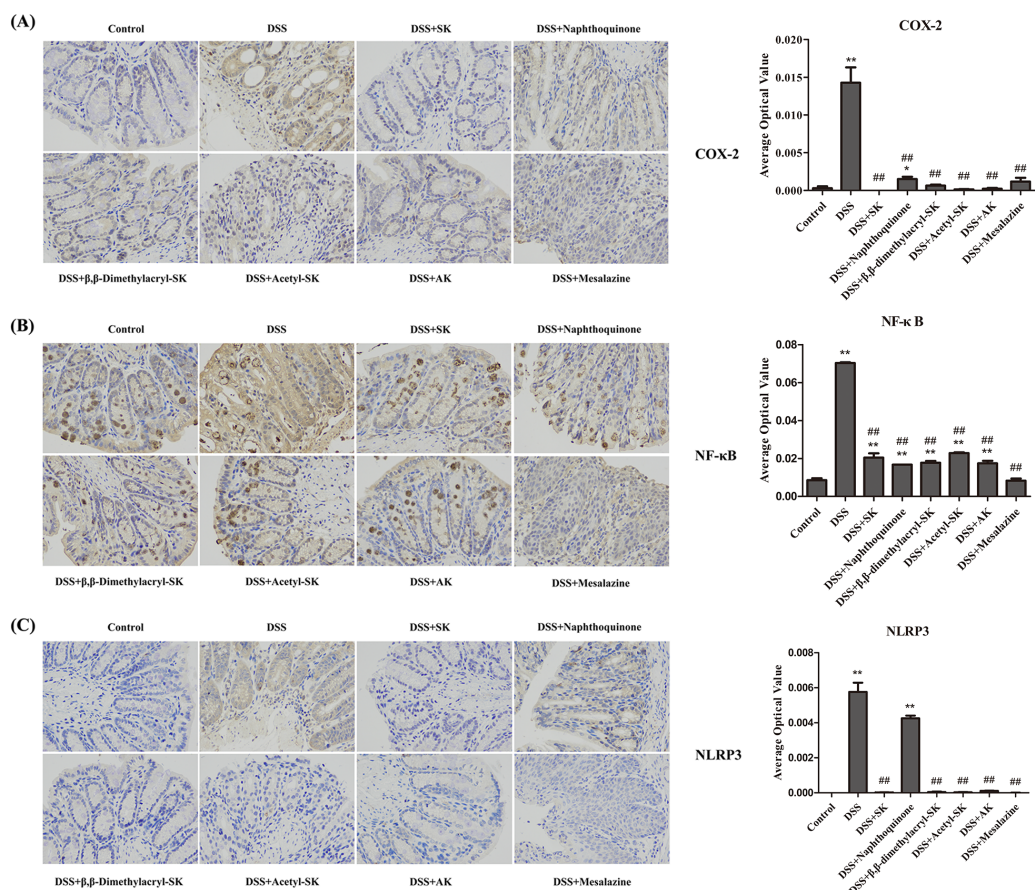 (A)
Control DSS DSS+SK DSS+Naphthoquinone
DSS+β,β-Dimethylacryl-SK DSS+Acetyl-SK DSS+AK DSS+Mesalazine
COX-2
COX-2
Average Optical Value
0.020
0.015
0.010
0.005
0.000
** ## ## * ## ## ## ##
Control DSS DSS+SK DSS+Naphthoquinone DSS+β,β-dimethylacryl-SK DSS+Acetyl-SK DSS+AK DSS+Mesalazine
(B)
Control DSS DSS+SK DSS+Naphthoquinone
DSS+β,β-Dimethylacryl-SK DSS+Acetyl-SK DSS+AK DSS+Mesalazine
NF-κB
NF-κ B
Average Optical Value
0.08
0.06
0.04
0.02
0.00
** ## ** ## ** ## ** ## ** ## ** ##
Control DSS DSS+SK DSS+Naphthoquinone DSS+β,β-dimethylacryl-SK DSS+Acetyl-SK DSS+AK DSS+Mesalazine
(C)
Control DSS DSS+SK DSS+Naphthoquinone
DSS+β,β-Dimethylacryl-SK DSS+Acetyl-SK DSS+AK DSS+Mesalazine
NLRP3
NLRP3
Average Optical Value
0.008
0.006
0.004
0.002
0.000
** ## ** ## ## ## ##
Control DSS DSS+SK DSS+Naphthoquinone DSS+β,β-dimethylacryl-SK DSS+Acetyl-SK DSS+AK DSS+Mesalazine